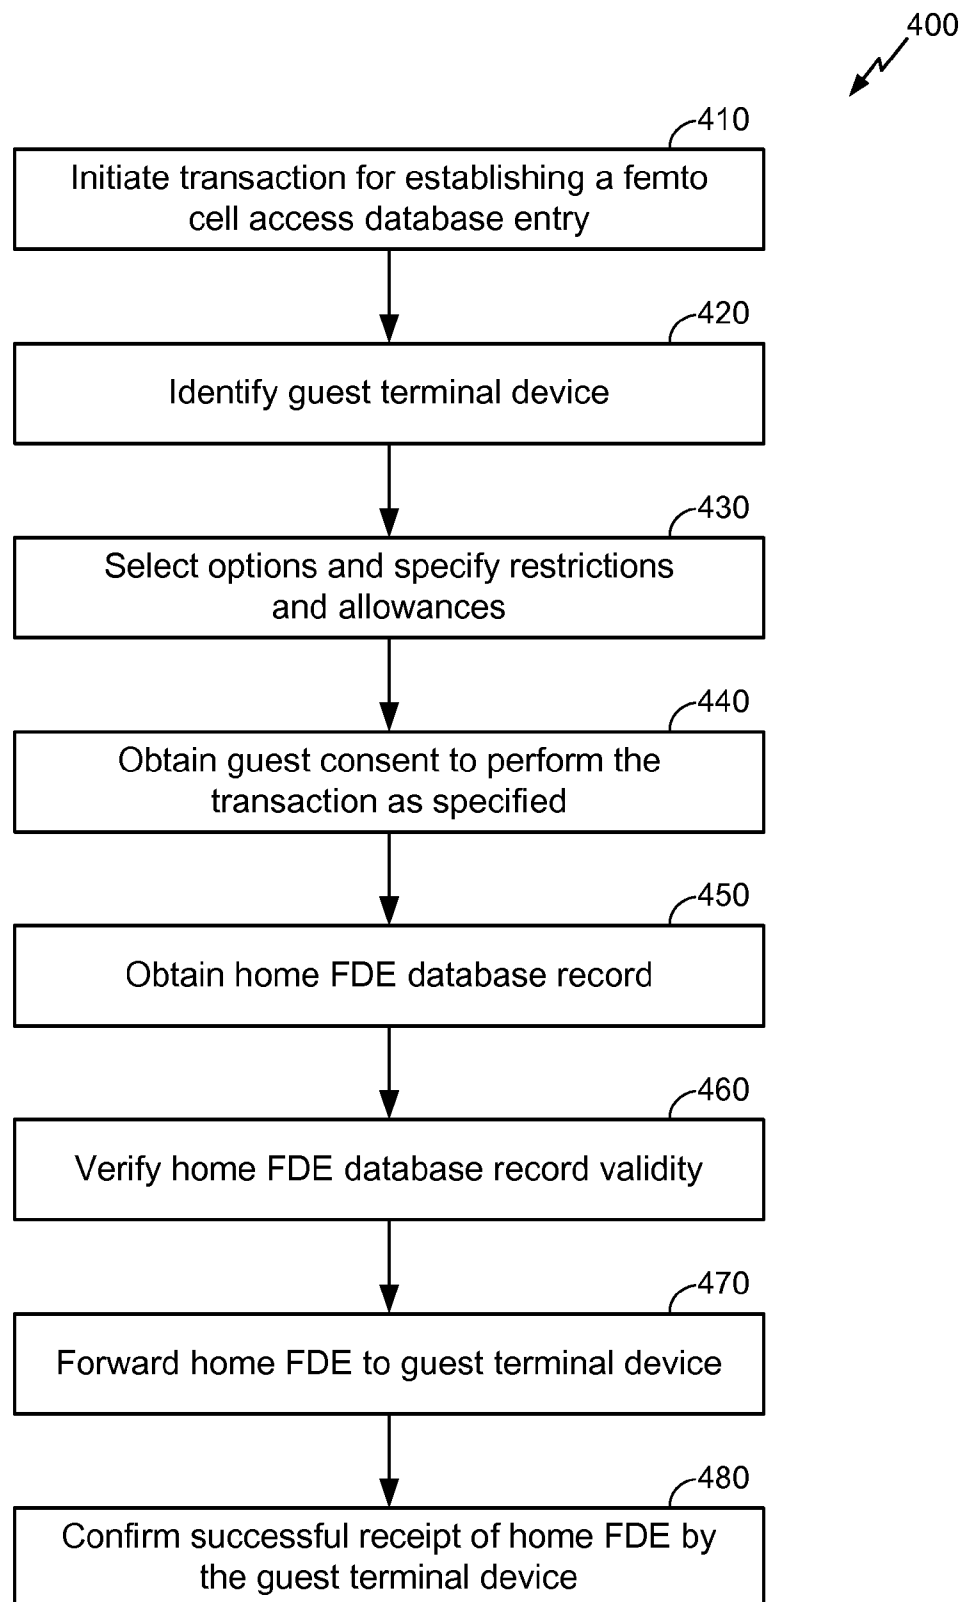 400
410
Initiate transaction for establishing a femto
cell access database entry
420
Identify guest terminal device
430
Select options and specify restrictions
and allowances
440
Obtain guest consent to perform the
transaction as specified
450
Obtain home FDE database record
460
Verify home FDE database record validity
470
Forward home FDE to guest terminal device
480
Confirm successful receipt of home FDE by
the guest terminal device